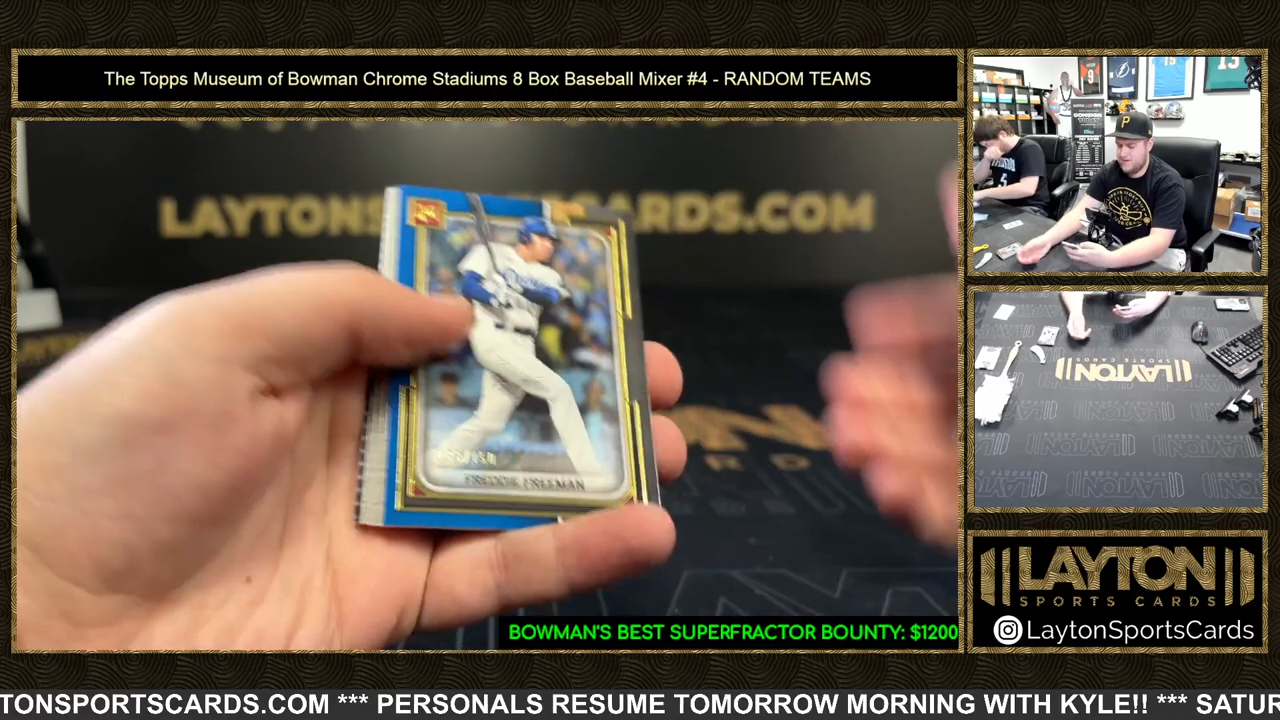 The Topps Museum of Bowman Chrome Stadiums 8 Box Baseball Mixer #4 - RANDOM TEAMS
LAYTONSPORTSCARDS.COM
FREDDIE FREEMAN
BOWMAN'S BEST SUPERFRACTOR BOUNTY: $1200
P
LAYTON
SPORTS CARDS
LAYTON
SPORTS CARDS
LaytonSportsCards
TONSPORTSCARDS.COM *** PERSONALS RESUME TOMORROW MORNING WITH KYLE!! *** SATUR